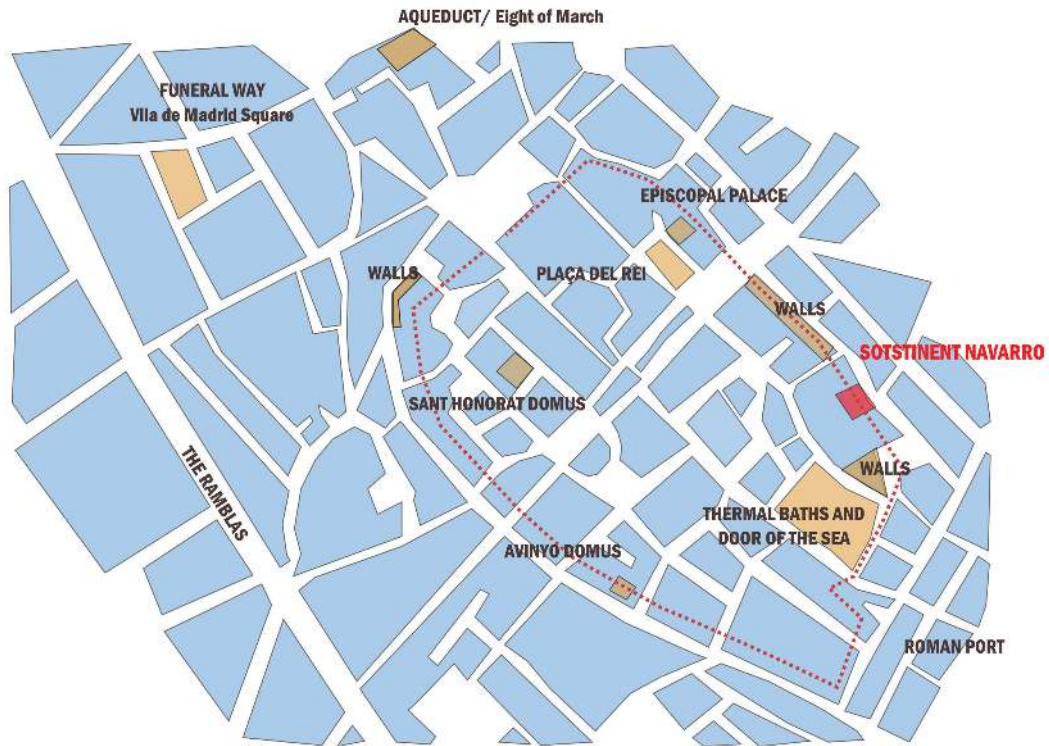 AQUEDUCT/ Eight of March
FUNERAL WAY
Vila de Madrid Square
EPISCOPAL PALACE
WALLS
PLAÇA DEL REI
WALLS
SOTSTINENT NAVARRO
SANT HONORAT DOMUS
THE RAMBLAS
WALLS
THERMAL BATHS AND
DOOR OF THE SEA
AVINYO DOMUS
ROMAN PORT